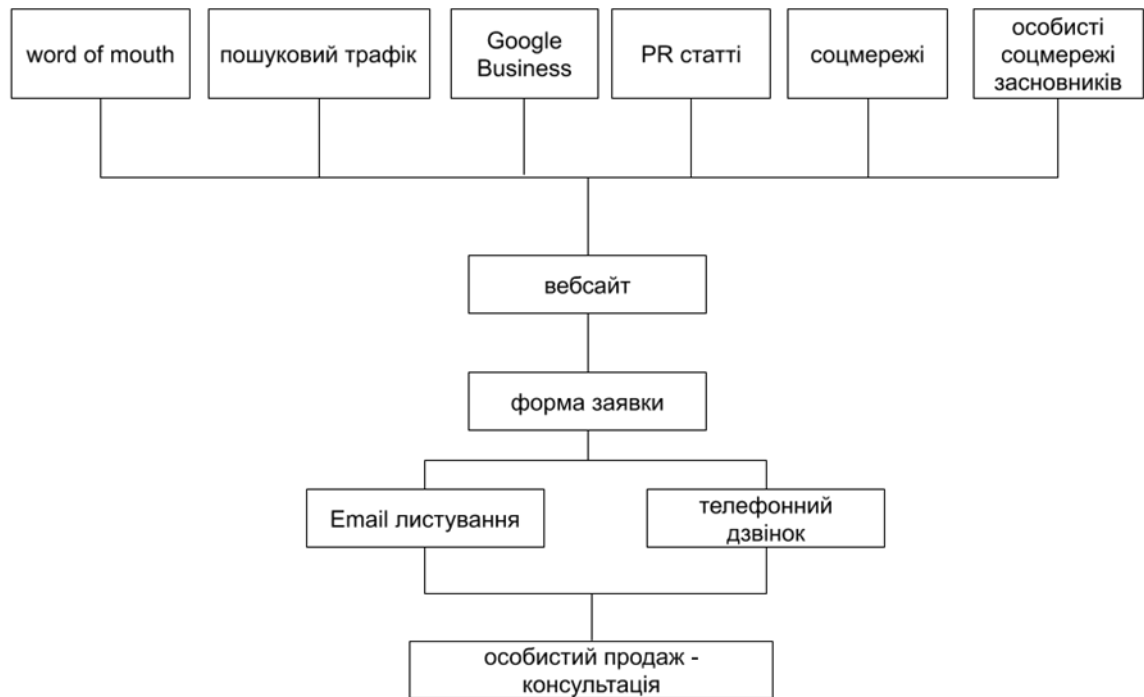 word of mouth
пошуковий трафік
Google
Business
PR статті
соцмережі
особисті
соцмережі
засновників
вебсайт
форма заявки
Email листування
телефонний
дзвінок
особистий продаж -
консультація